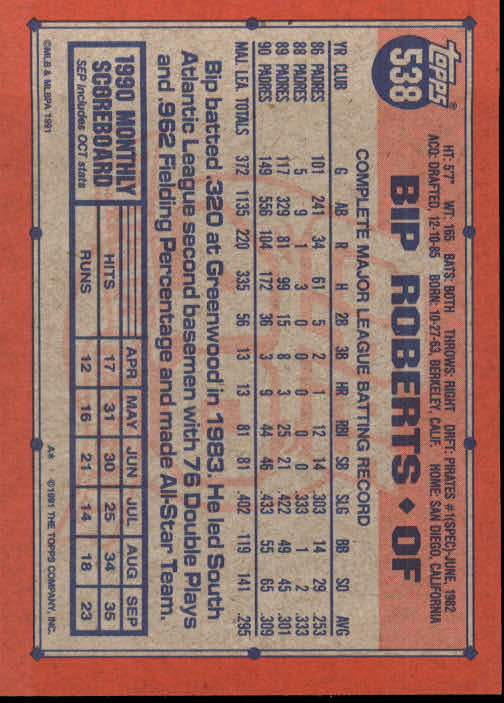 Topps®
538
HT: 5'7" WT: 165 BATS: BOTH THROWS: RIGHT DRFT: PIRATES #1(SPEC)-JUNE, 1982
ACQ: DRAFTED, 12-10-85 BORN: 10-27-63, BERKELEY, CALIF. HOME: SAN DIEGO, CALIFORNIA
BIP ROBERTS ♦ OF
COMPLETE MAJOR LEAGUE BATTING RECORD
YR CLUB G AB R H 2B 3B HR RBI SB SLG BB SO AVG
86 PADRES 101 241 34 61 5 2 1 12 14 .303 14 29 .253
88 PADRES 5 9 1 3 0 0 0 0 0 .333 1 2 .333
89 PADRES 117 329 81 99 15 8 3 25 21 .422 49 45 .301
90 PADRES 149 556 104 172 36 3 9 44 46 .433 55 65 .309
MAJ. LEA. TOTALS 372 1135 220 335 56 13 13 81 81 .402 119 141 .295
Bip batted .320 at Greenwood in 1983. He led South
Atlantic League second basemen with 76 Double Plays
and .962 Fielding Percentage and made All-Star Team.
1990 MONTHLY
SCOREBOARD
SEP includes OCT stats
APR MAY JUN JUL AUG SEP
HITS 17 31 30 25 34 35
RUNS 12 16 21 14 18 23
©MLB & MLBPA 1991
A* ©1991 THE TOPPS COMPANY, INC.